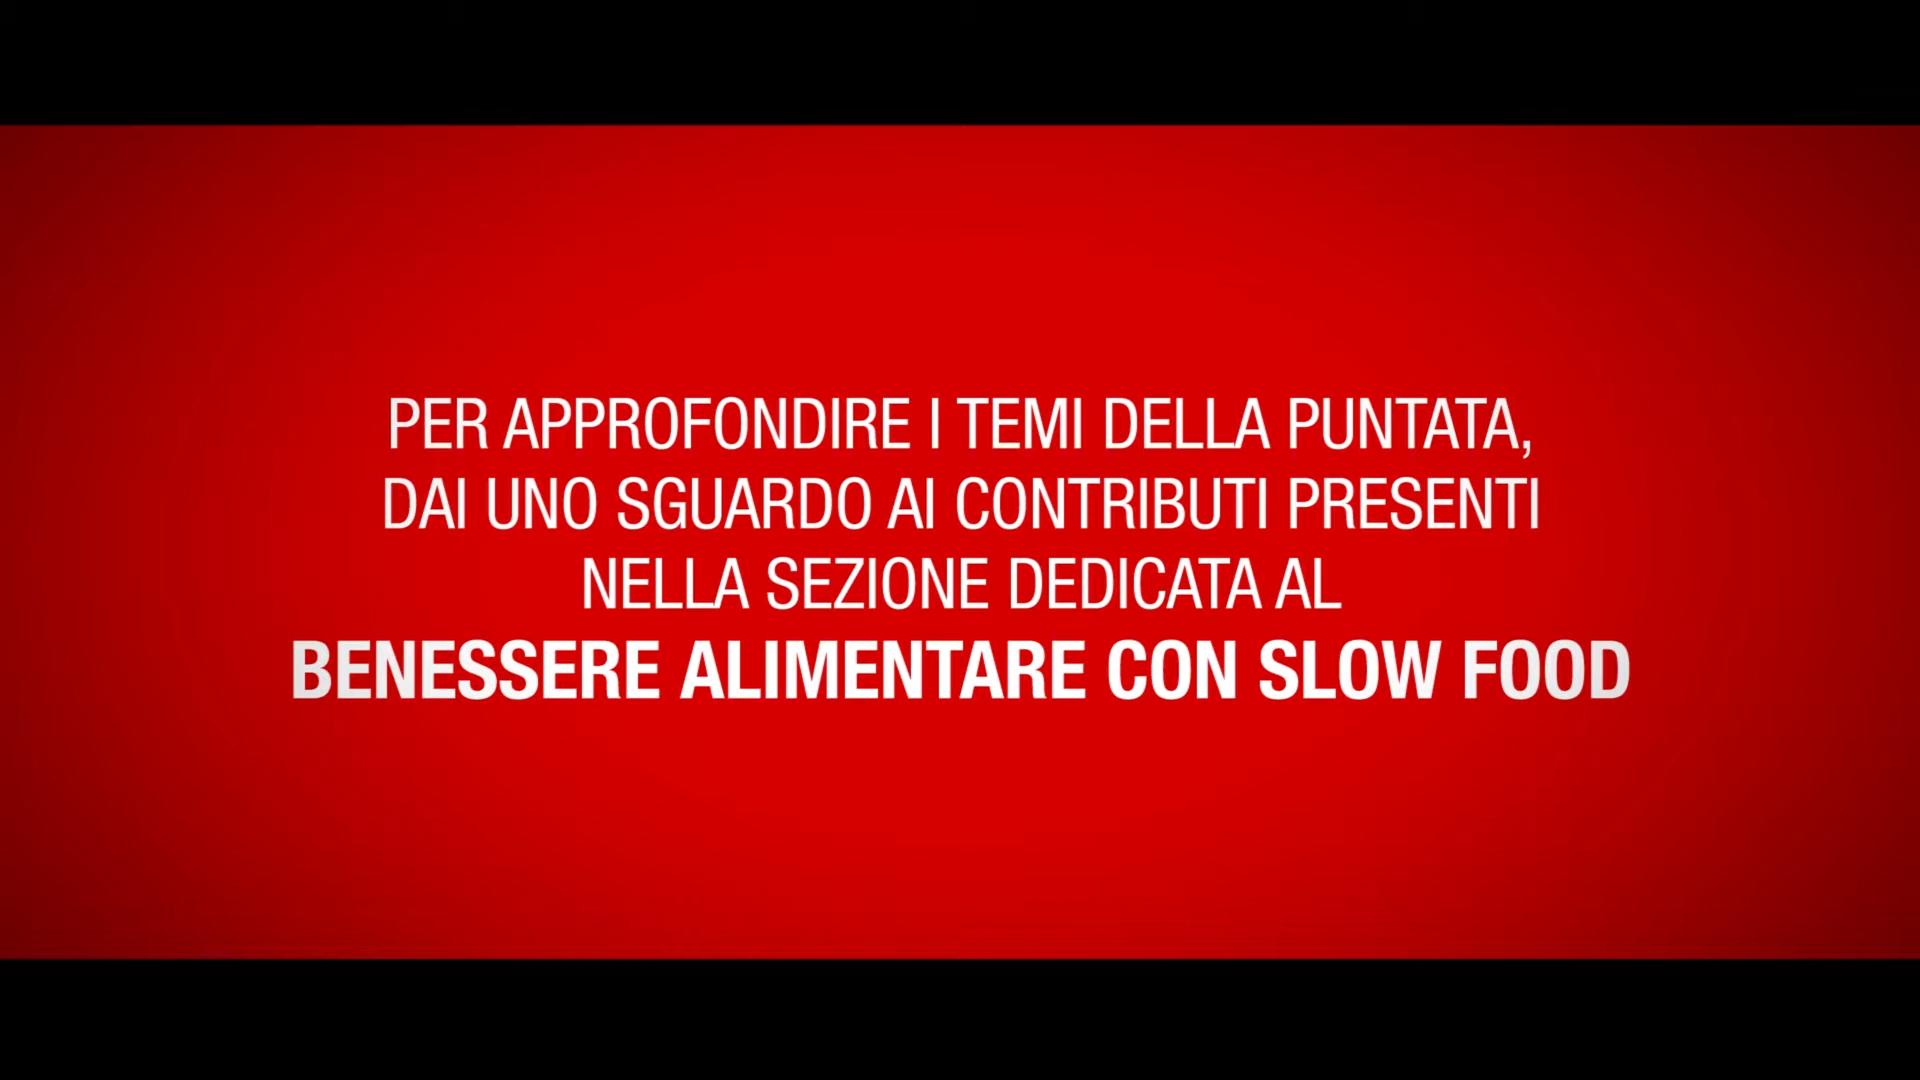 PER APPROFONDIRE I TEMI DELLA PUNTATA,
DAI UNO SGUARDO AI CONTRIBUTI PRESENTI
NELLA SEZIONE DEDICATA AL
BENESSERE ALIMENTARE CON SLOW FOOD